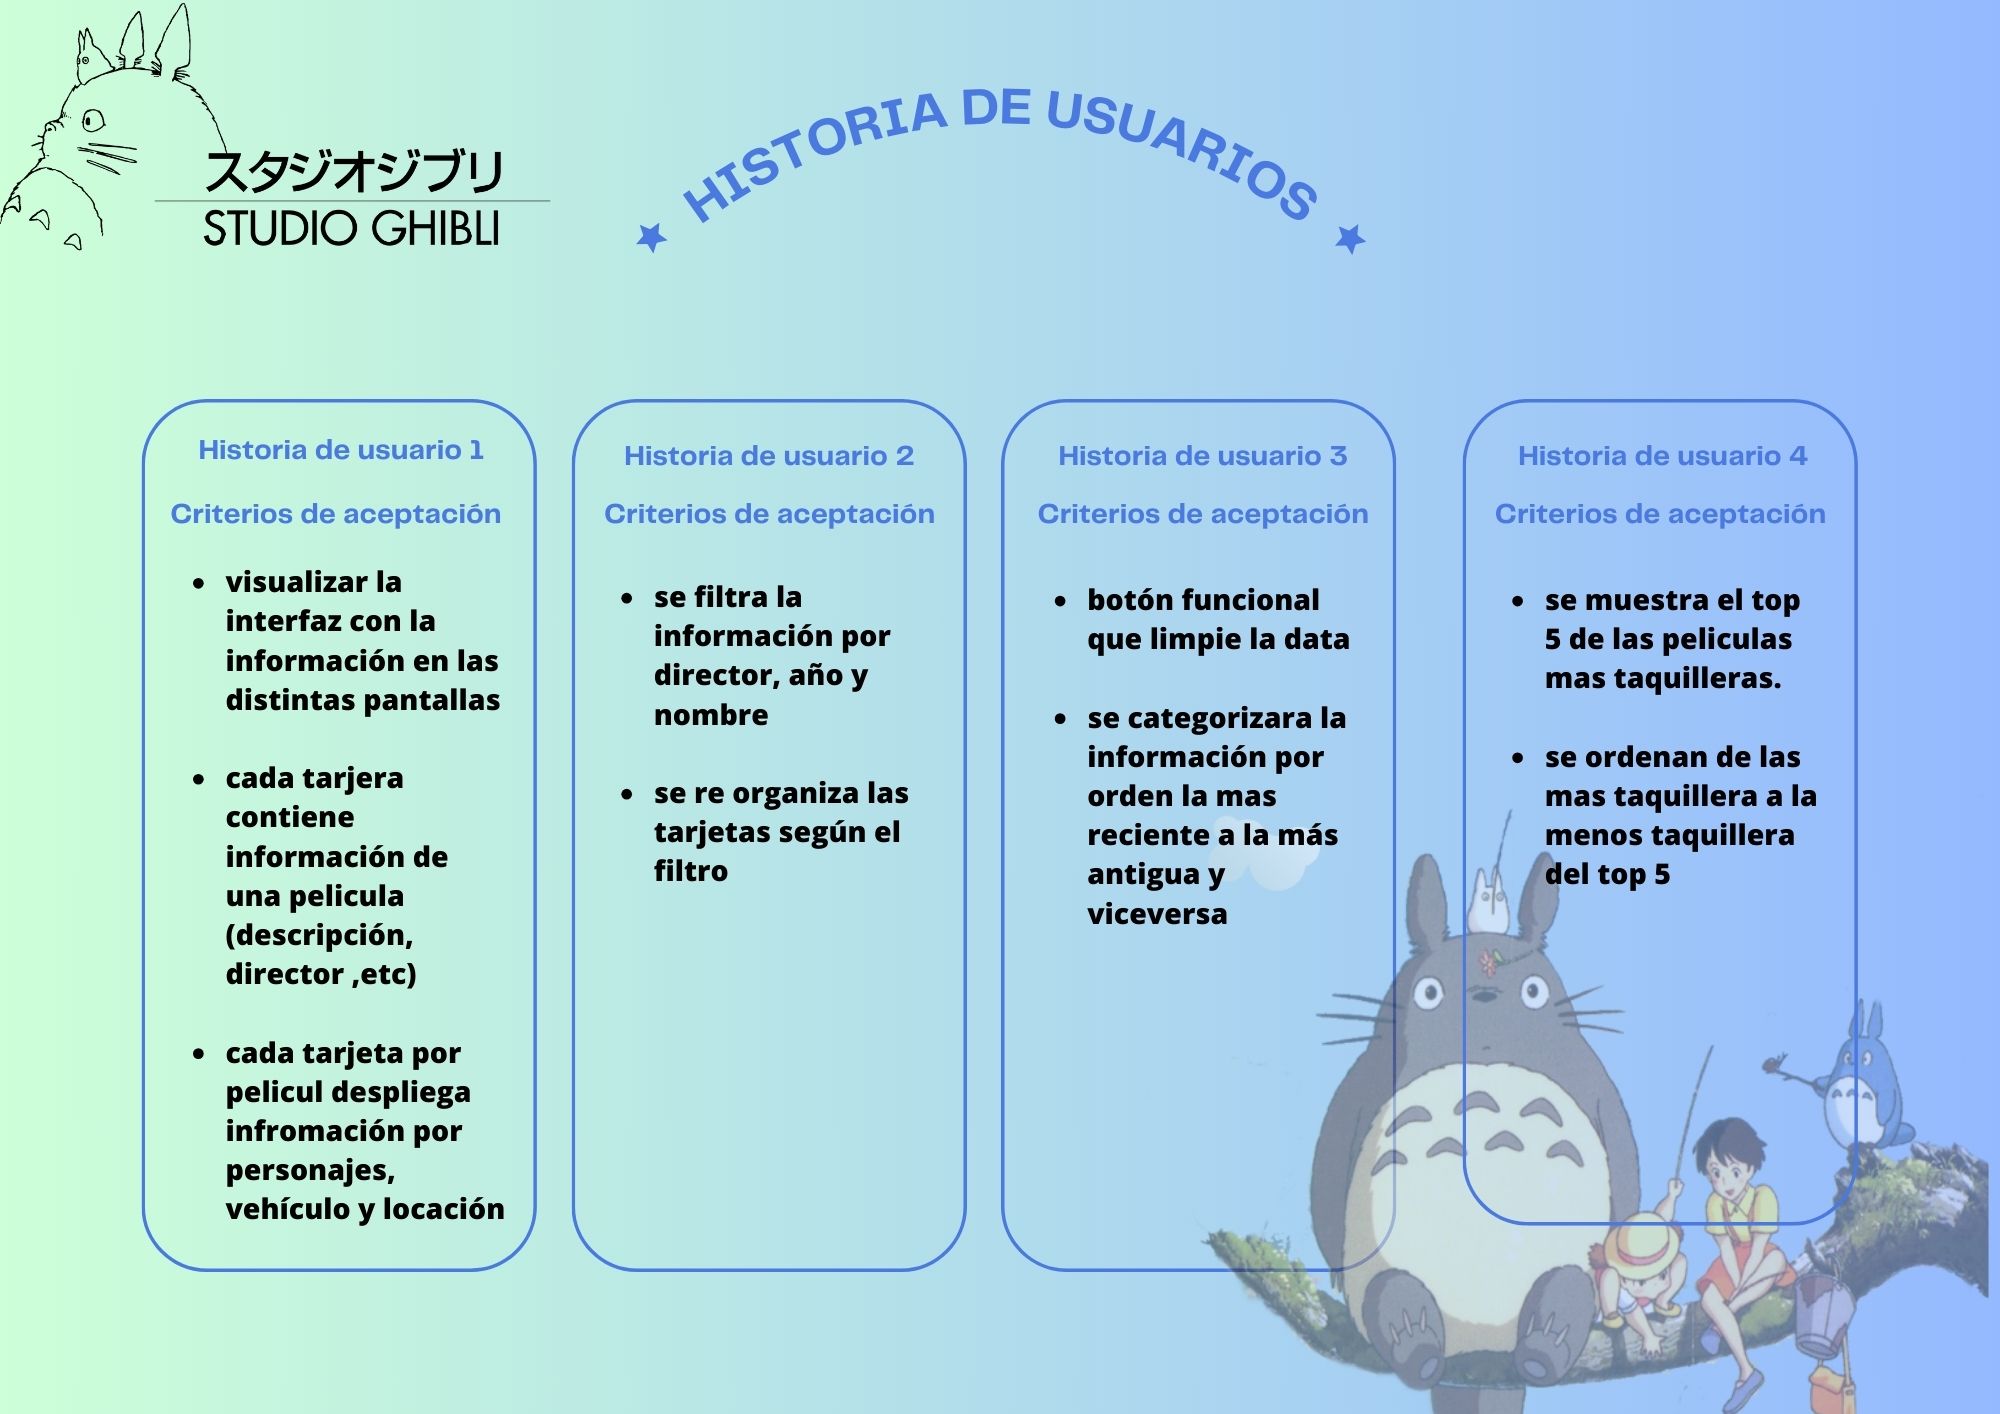 スタジオジブリ
STUDIO GHIBLI
HISTORIA DE USUARIOS
Historia de usuario 1
Criterios de aceptación
visualizar la
interfaz con la
información en las
distintas pantallas
cada tarjera
contiene
información de
una pelicula
(descripción,
director ,etc)
cada tarjeta por
pelicul despliega
infromación por
personajes,
vehículo y locación
Historia de usuario 2
Criterios de aceptación
se filtra la
información por
director, año y
nombre
se re organiza las
tarjetas según el
filtro
Historia de usuario 3
Criterios de aceptación
botón funcional
que limpie la data
se categorizara la
información por
orden la mas
reciente a la más
antigua y
viceversa
Historia de usuario 4
Criterios de aceptación
se muestra el top
5 de las peliculas
mas taquilleras.
se ordenan de las
mas taquillera a la
menos taquillera
del top 5